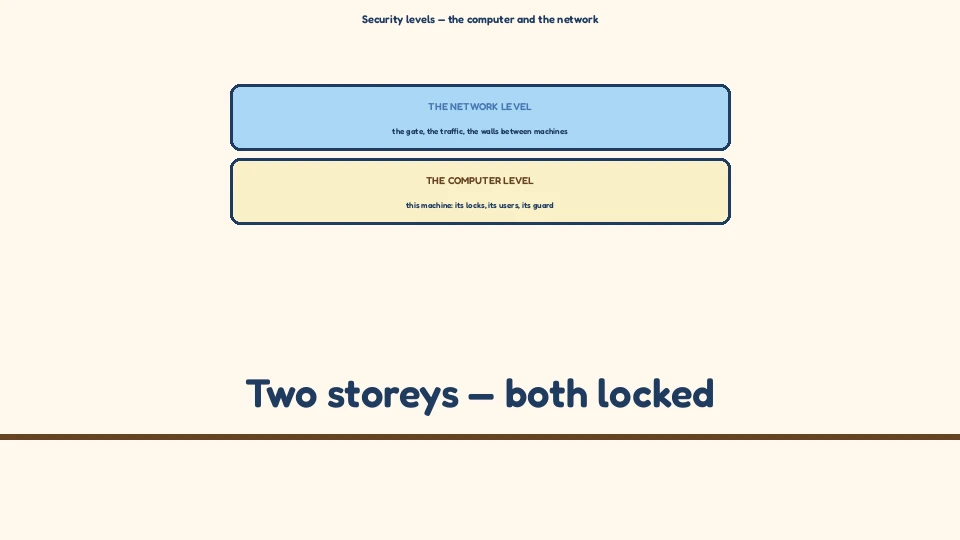 Security levels — the computer and the network
THE NETWORK LEVEL
the gate, the traffic, the walls between machines
THE COMPUTER LEVEL
this machine: its locks, its users, its guard
Two storeys — both locked